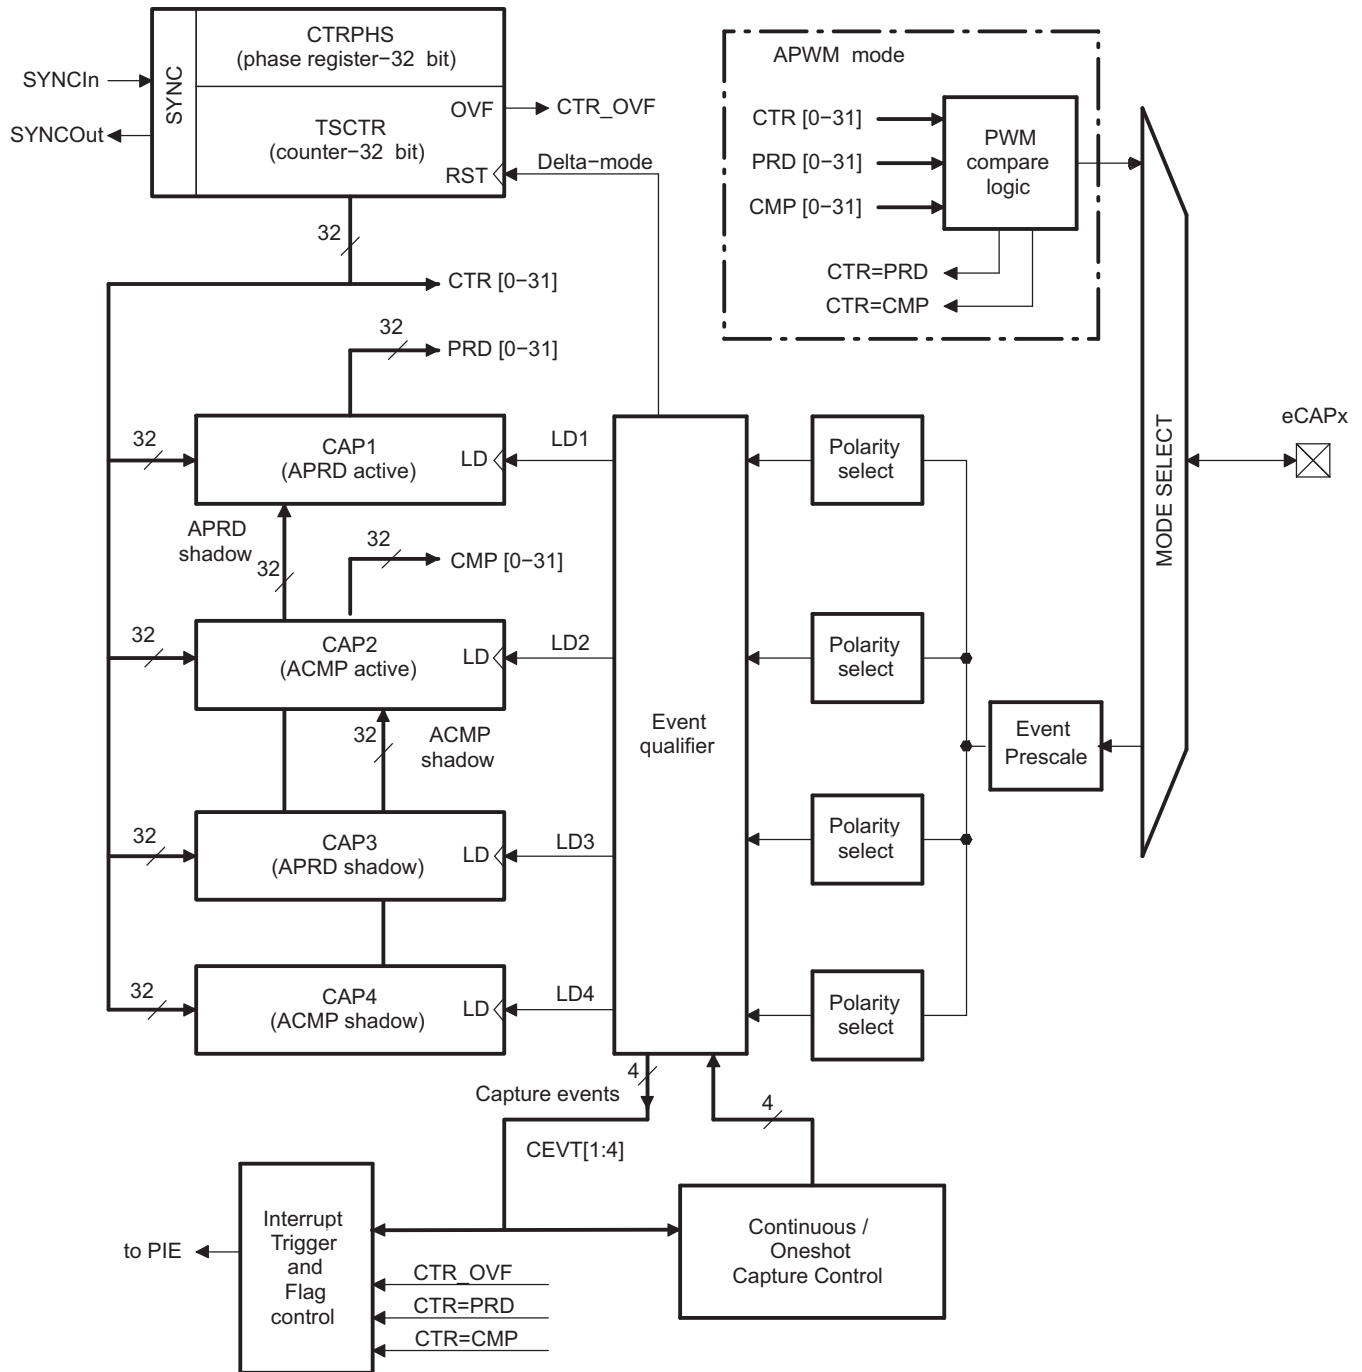 CTRPHS
(phase register−32 bit)
SYNC
SYNCIn
SYNCOut
OVF
CTR_OVF
TSCTR
(counter−32 bit)
RST
Delta−mode
32
CTR [0−31]
32
PRD [0−31]
APWM mode
CTR [0−31]
PRD [0−31]
CMP [0−31]
PWM
compare
logic
CTR=PRD
CTR=CMP
MODE SELECT
eCAPx
32
CAP1
(APRD active)
LD
LD1
Polarity
select
APRD
shadow
32
32
CMP [0−31]
32
CAP2
(ACMP active)
LD
LD2
Polarity
select
32
ACMP
shadow
Event
qualifier
Event
Prescale
32
CAP3
(APRD shadow)
LD
LD3
Polarity
select
32
CAP4
(ACMP shadow)
LD
LD4
Polarity
select
4
Capture events
CEVT[1:4]
4
Interrupt
Trigger
and
Flag
control
to PIE
CTR_OVF
CTR=PRD
CTR=CMP
Continuous /
Oneshot
Capture Control